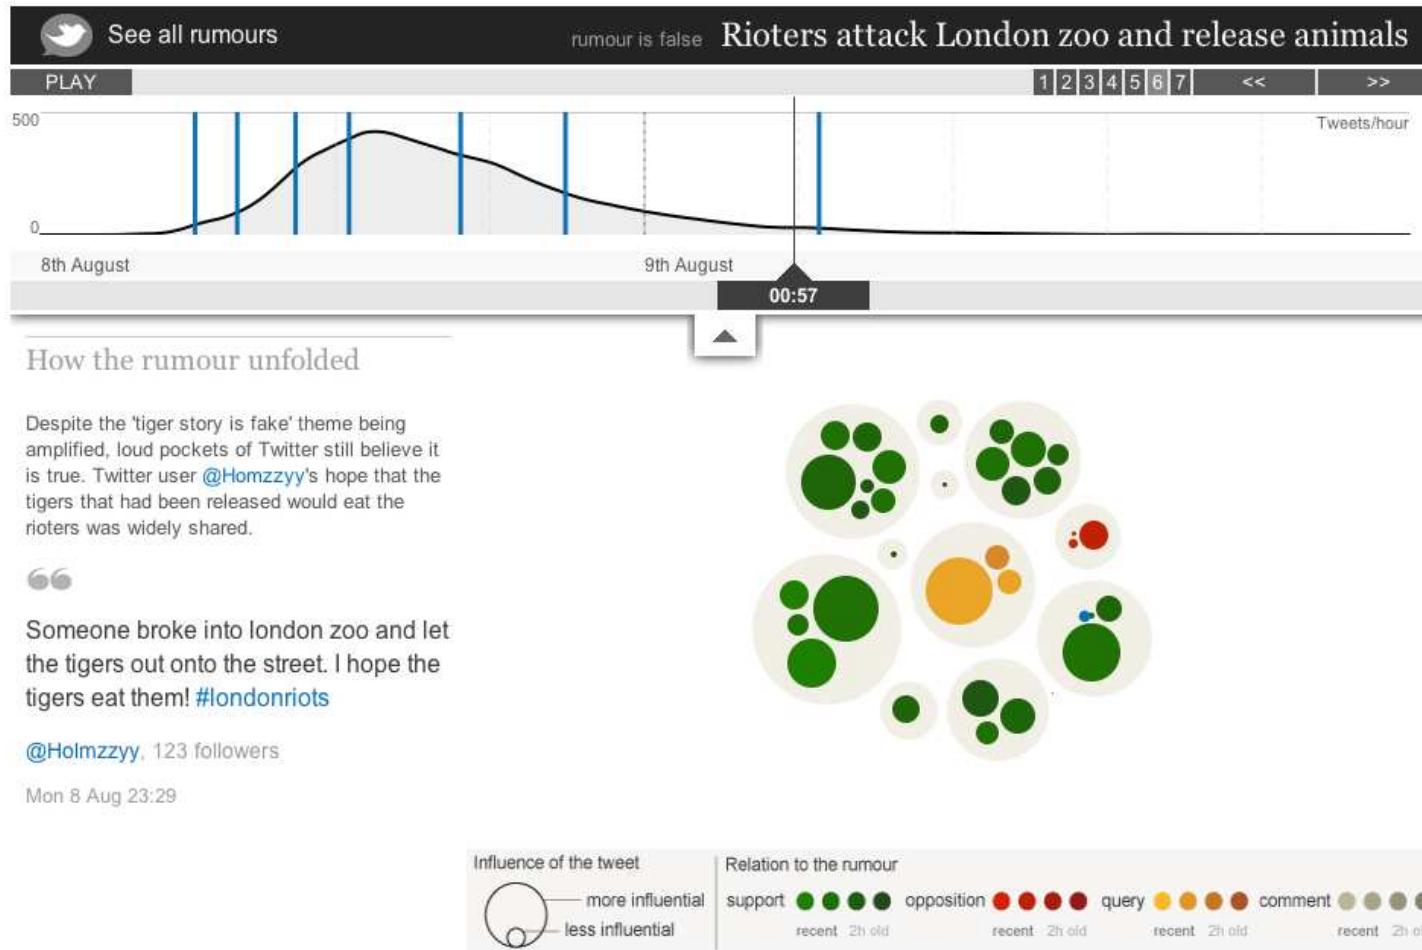 See all rumours
rumour is false Rioters attack London zoo and release animals
PLAY
1 2 3 4 5 6 7 << >>
500
Tweets/hour
0
8th August
9th August
00:57
How the rumour unfolded
Despite the 'tiger story is fake' theme being
amplified, loud pockets of Twitter still believe it
is true. Twitter user @Homzzyy's hope that the
tigers that had been released would eat the
rioters was widely shared.
Someone broke into london zoo and let
the tigers out onto the street. I hope the
tigers eat them! #londonriots
@Holmzzyy, 123 followers
Mon 8 Aug 23:29
Influence of the tweet
more influential
less influential
Relation to the rumour
support opposition query comment
recent 2h old recent 2h old recent 2h old recent 2h